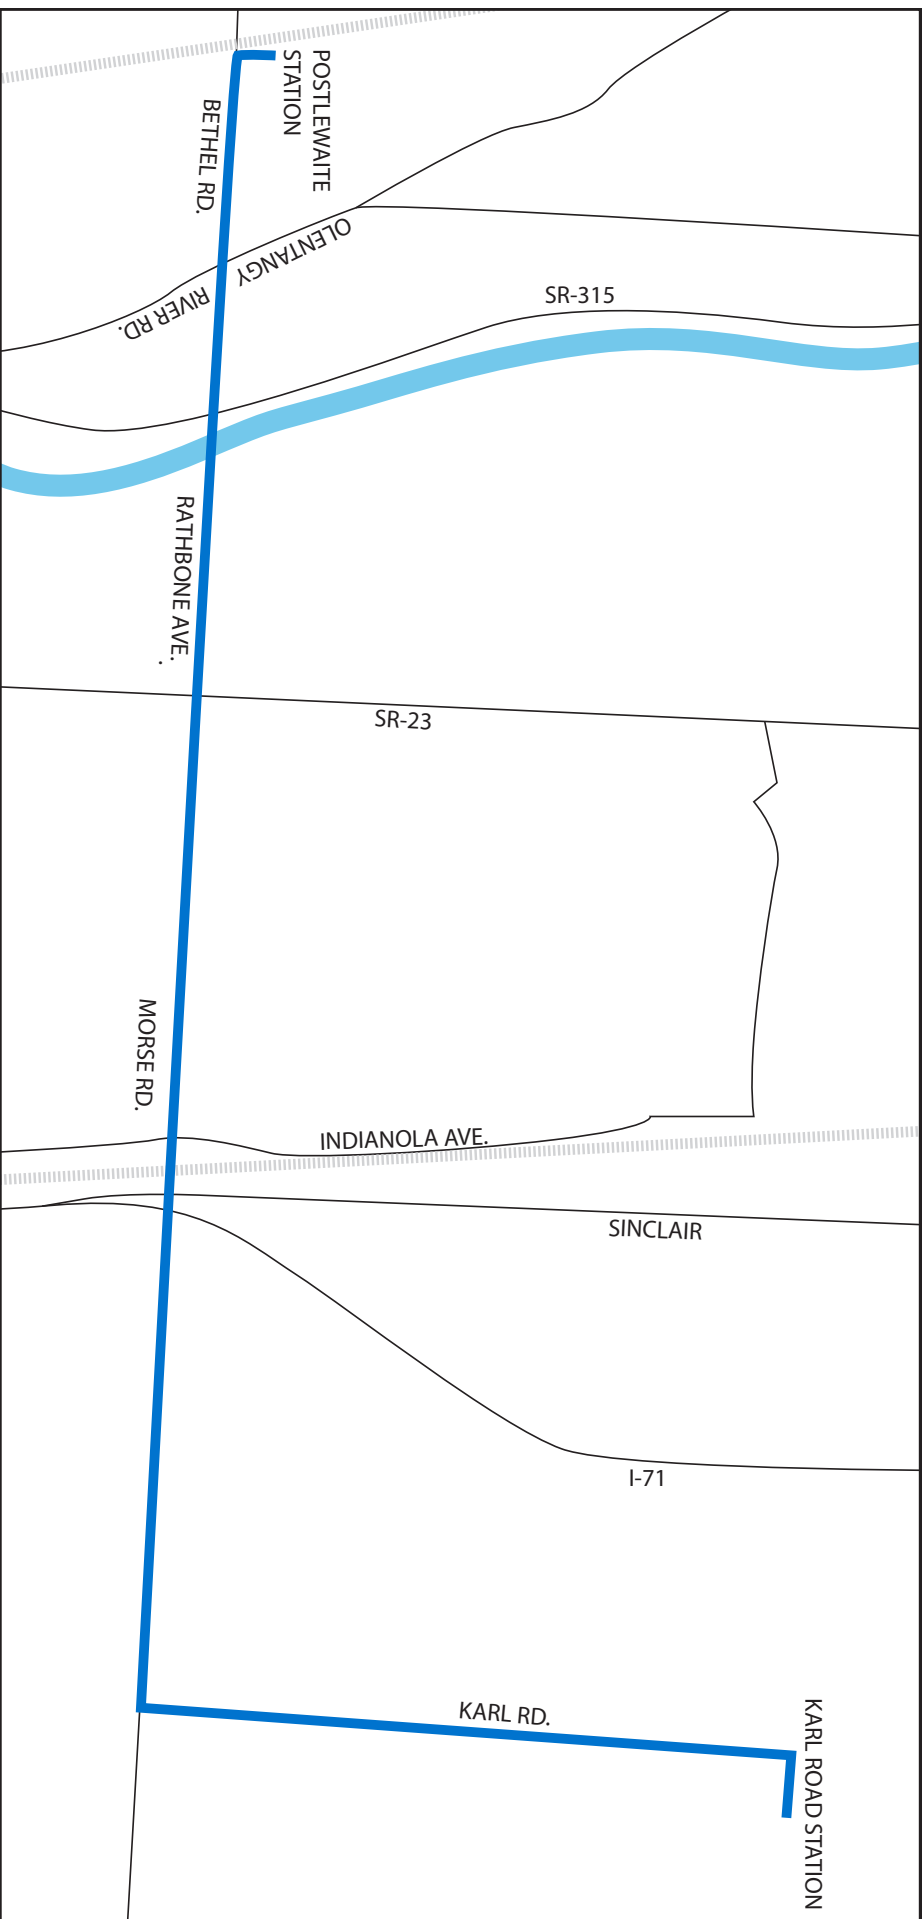 POSTLEWAITE
STATION
BETHEL RD.
OLENTANGY
RIVER RD.
SR-315
RATHBONE AVE.
.
SR-23
MORSE RD.
INDIANOLA AVE.
SINCLAIR
I-71
KARL RD.
KARL ROAD STATION